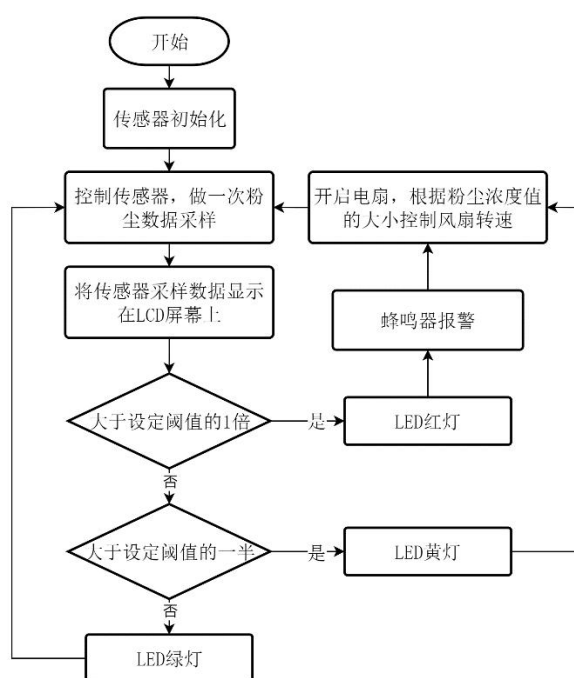 开始
传感器初始化
控制传感器，做一次粉
尘数据采样
开启电扇，根据粉尘浓度值
的大小控制风扇转速
将传感器采样数据显示
在LCD屏幕上
蜂鸣器报警
大于设定阈值的1倍
是
LED红灯
否
大于设定阈值的一半
是
LED黄灯
否
LED绿灯